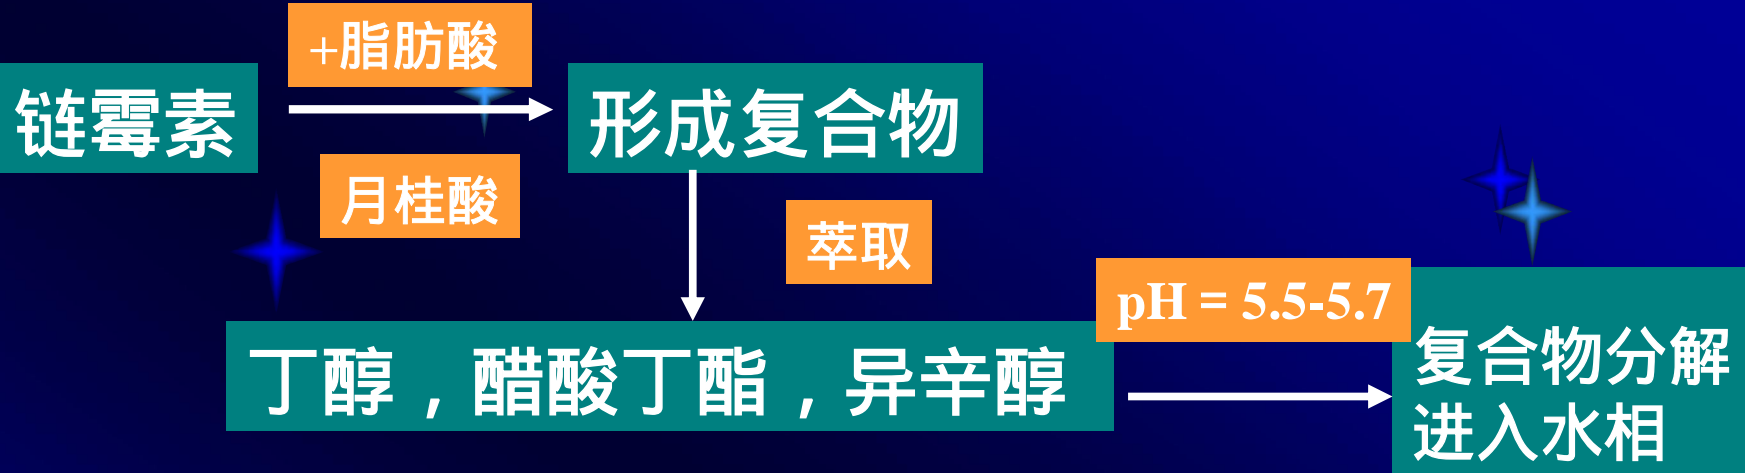 +脂肪酸
链霉素
形成复合物
月桂酸
萃取
pH = 5.5-5.7
丁醇，醋酸丁酯，异辛醇
复合物分解
进入水相